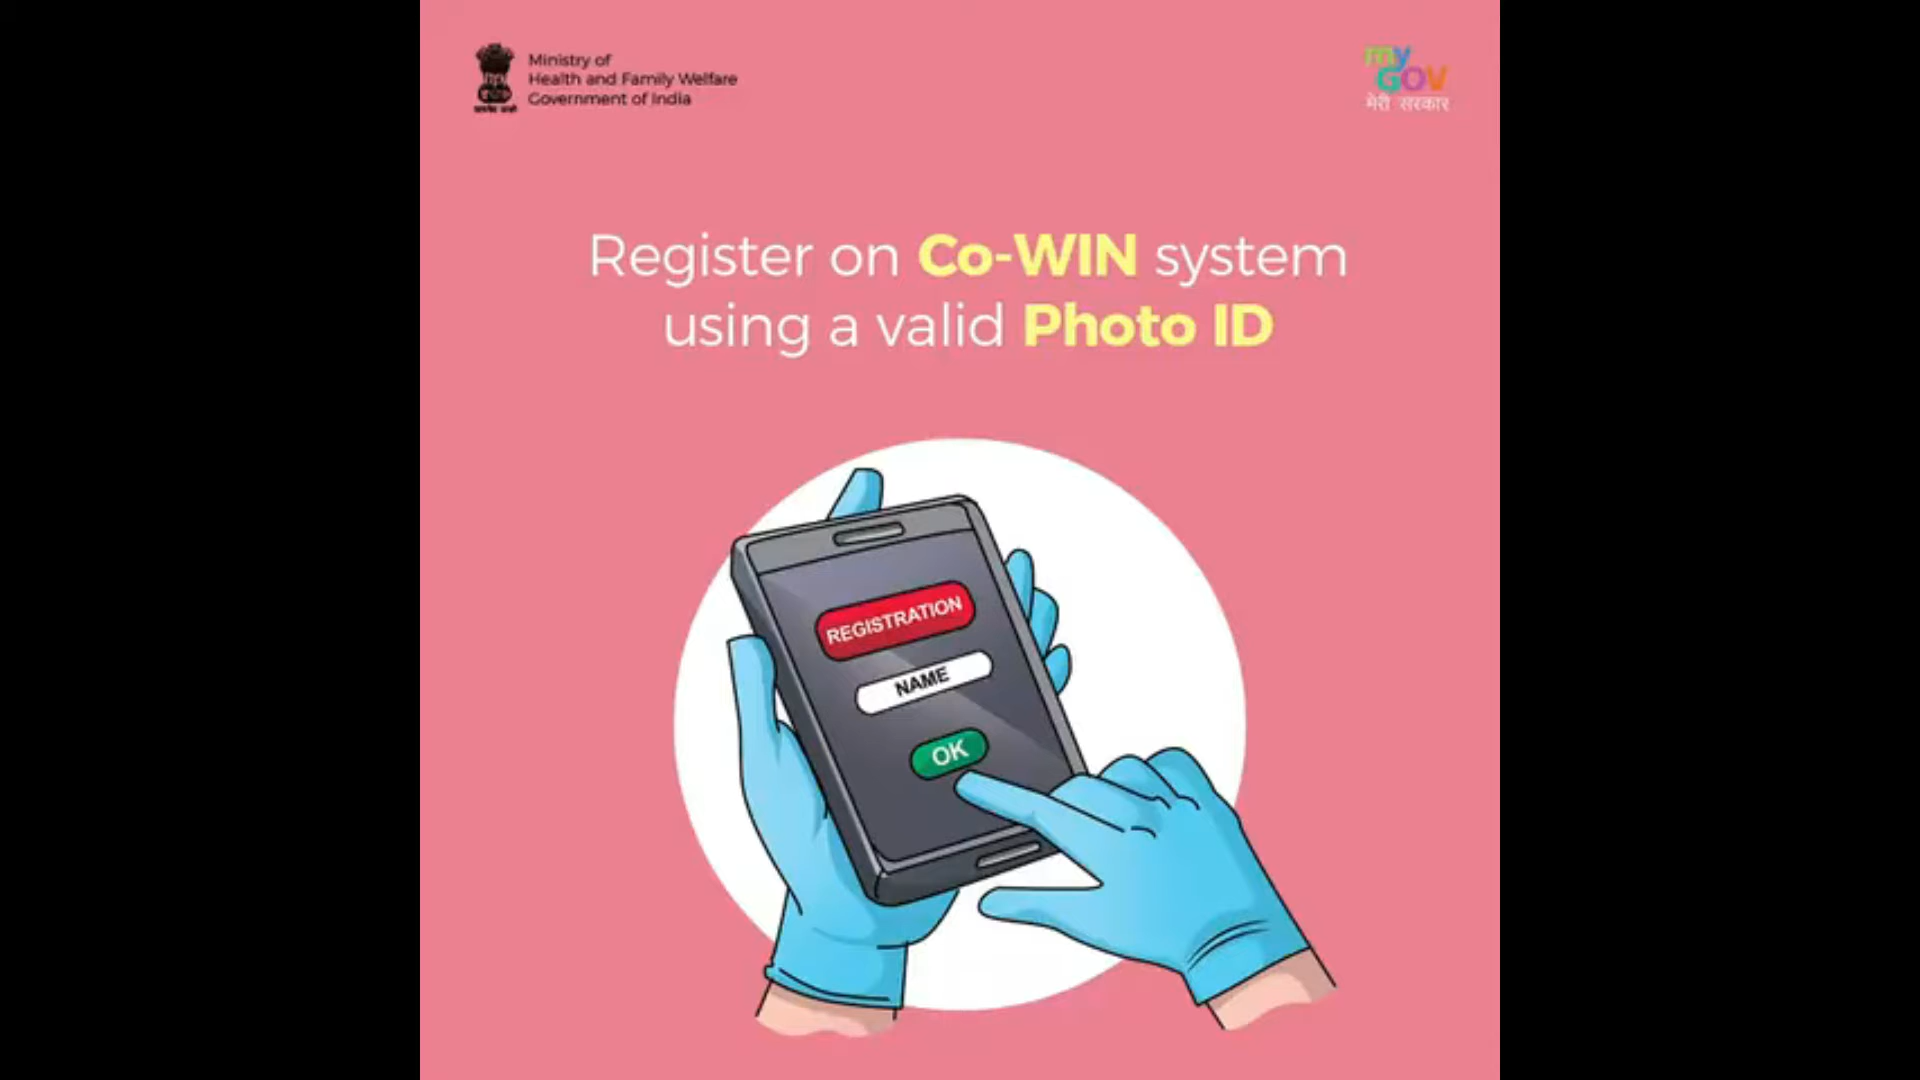 Ministry of
Health and Family Welfare
Government of India
my
GOV
मेरी सरकार
Register on Co-WIN system
using a valid Photo ID
REGISTRATION
NAME
OK